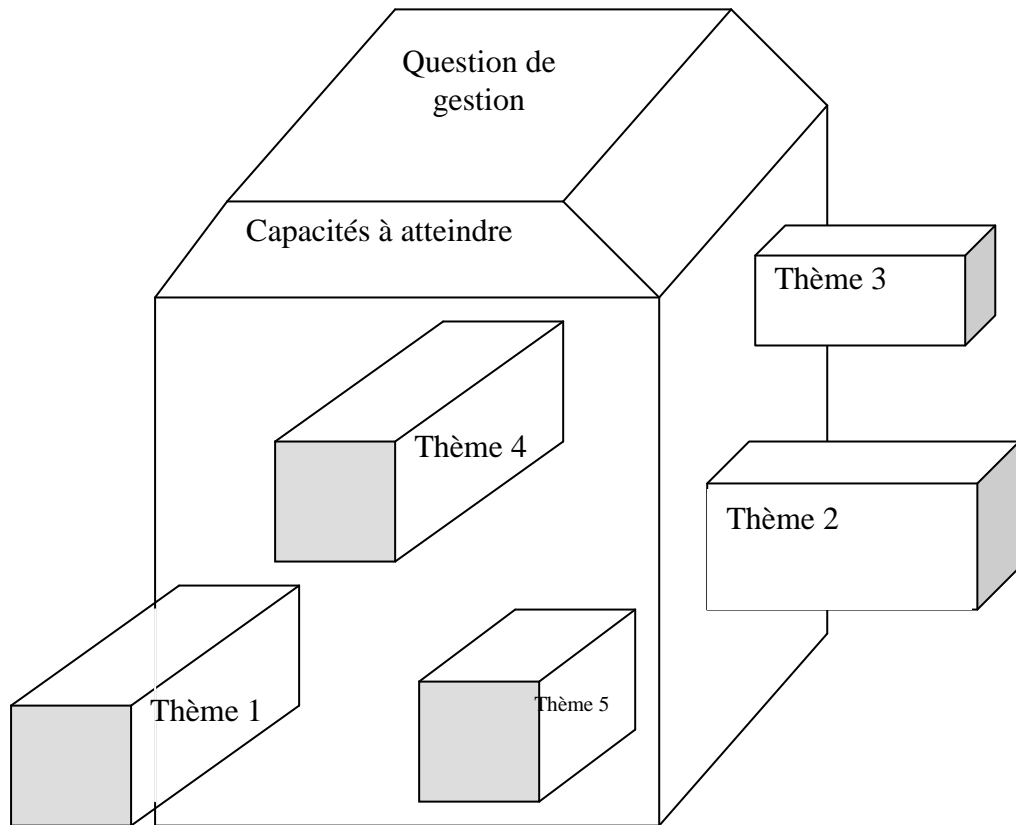 Question de
gestion
Capacités à atteindre
Thème 3
Thème 4
Thème 2
Thème 1
Thème 5